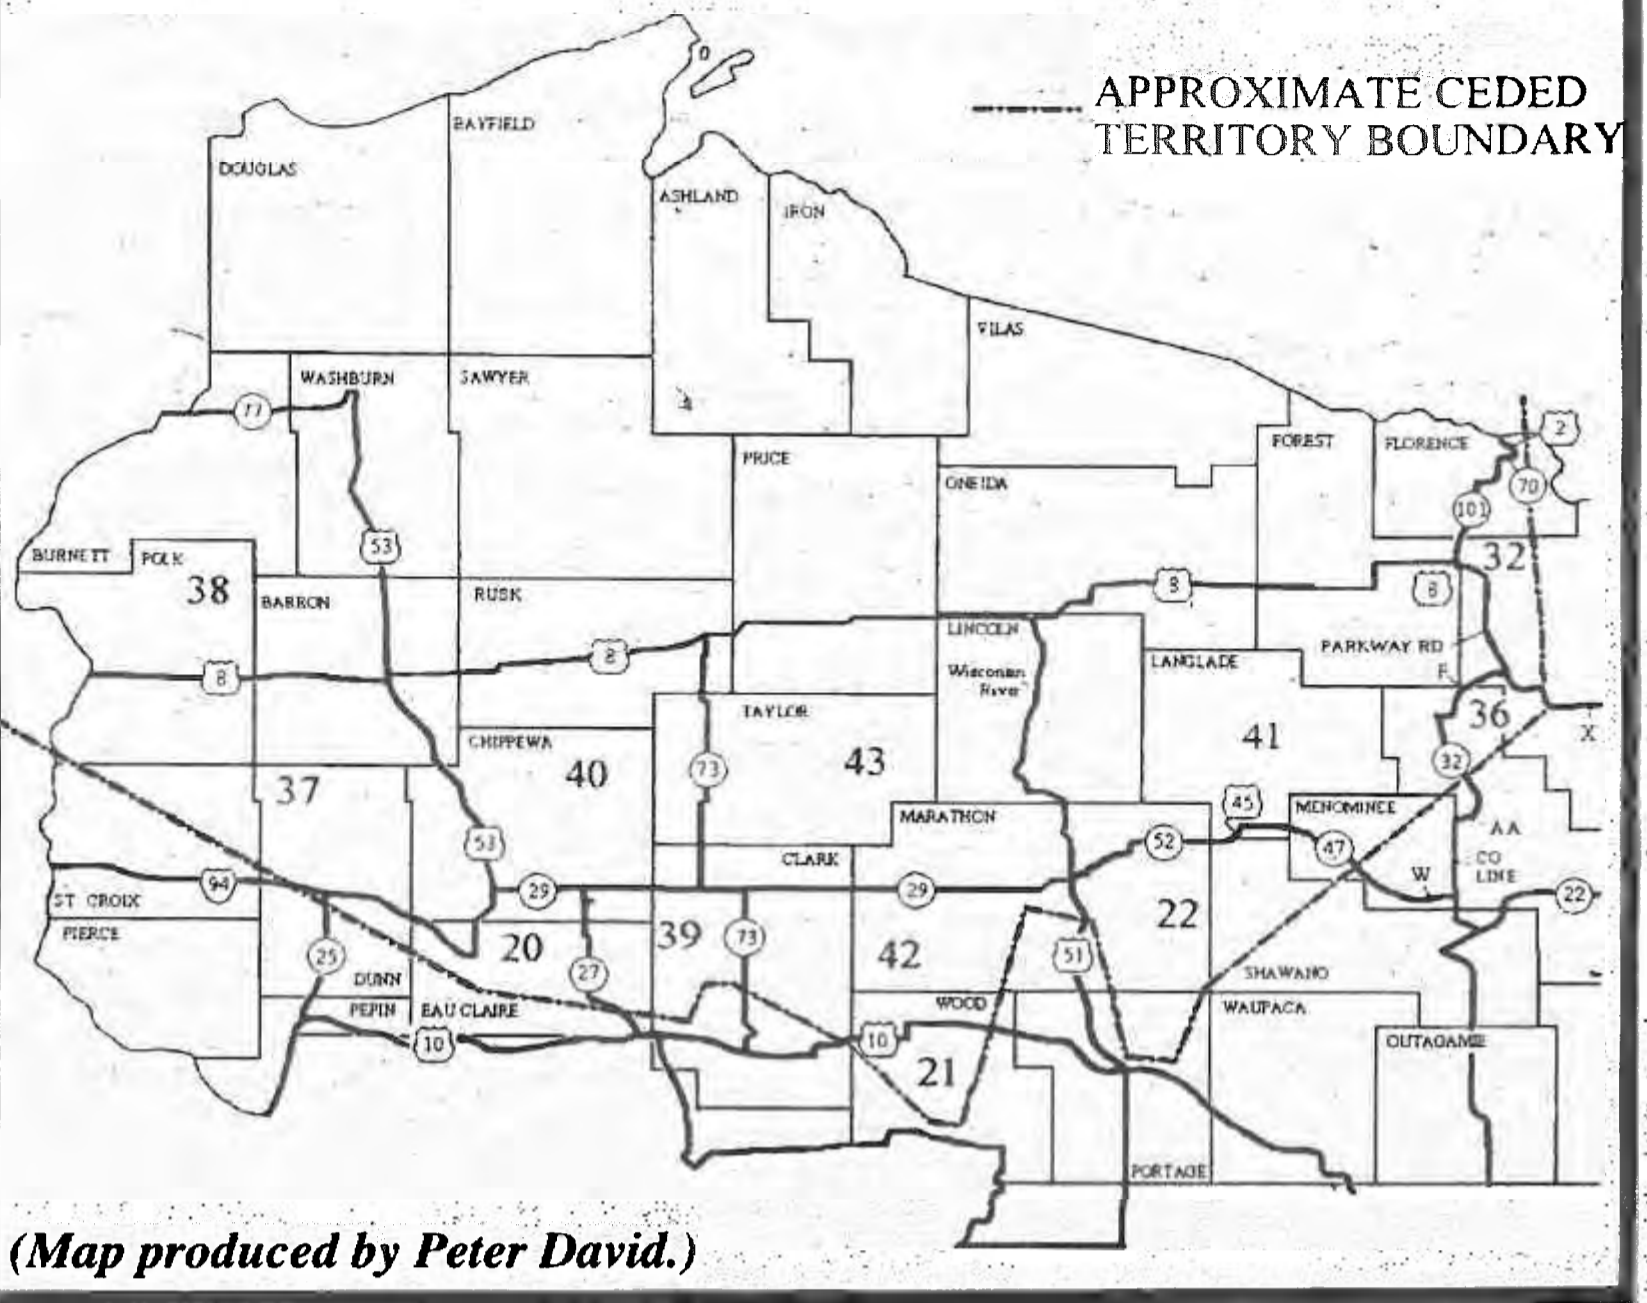 APPROXIMATE CEDED
TERRITORY BOUNDARY
BAYFIELD
DOUGLAS
ASHLAND
IRON
VILAS
WASHBURN
SAWYER
77
2
FOREST
FLORENCE
PRICE
ONEIDA
70
101
53
BURNETT
POLK
32
38
8
8
RUSK
BARRON
LINCOLN
PARKWAY RD
8
8
LANGLADE
Wisconsin
River
F
TAYLOR
36
X
CHIPPEWA
40
43
41
73
32
37
45
MENOMINEE
MARATHON
AA
53
52
47
CLARK
CO
LINE
W
94
29
29
22
ST CROIX
22
PIERCE
20
39
73
42
51
25
27
SHAWANO
DUNN
PEPIN
EAU CLAIRE
WOOD
WAUPACA
10
10
OUTAGAMIE
21
PORTAGE
(Map produced by Peter David.)